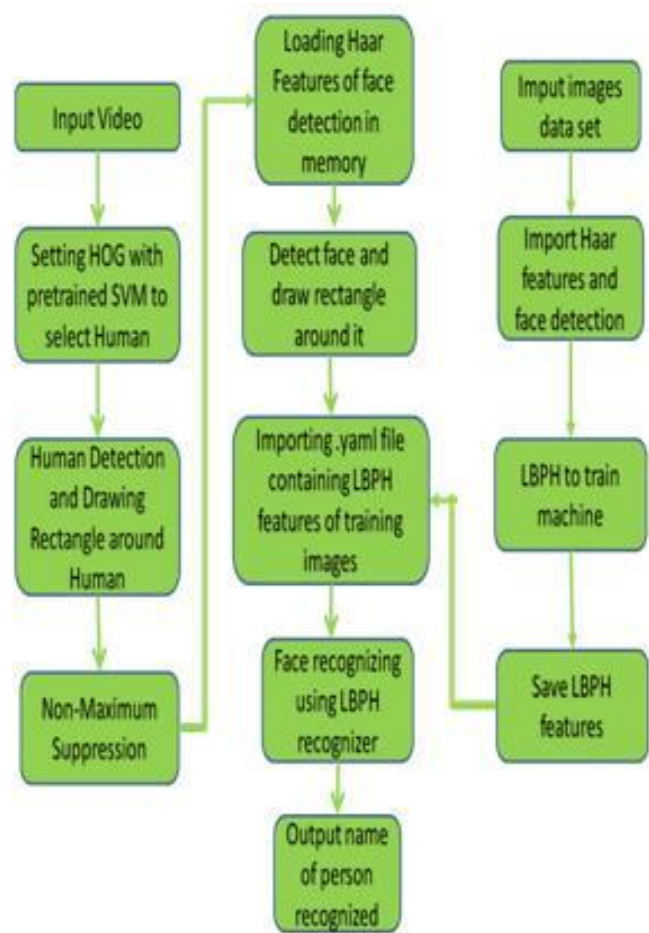 Input Video
Setting HOG with
pretrained SVM to
select Human
Human Detection
and Drawing
Rectangle around
Human
Non-Maximum
Suppression
Loading Haar
Features of face
detection in
memory
Detect face and
draw rectangle
around it
Importing .yaml file
containing LBPH
features of training
images
Face recognizing
using LBPH
recognizer
Output name
of person
recognized
Imput images
data set
Import Haar
features and
face detection
LBPH to train
machine
Save LBPH
features